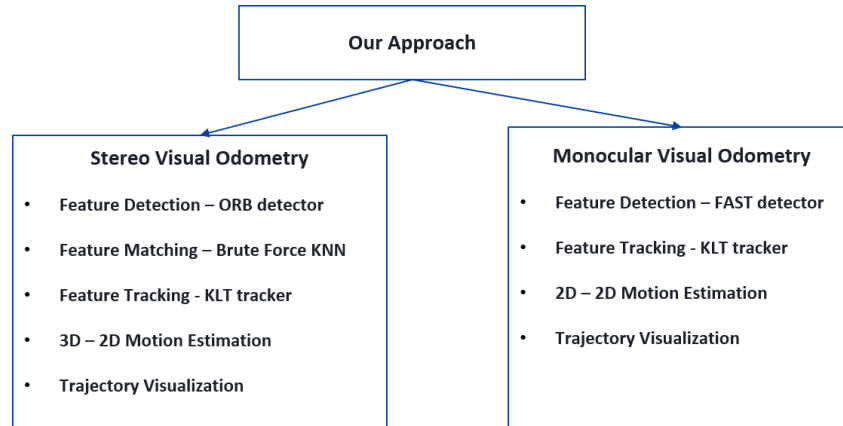 Our Approach
Stereo Visual Odometry
• Feature Detection – ORB detector
• Feature Matching – Brute Force KNN
• Feature Tracking - KLT tracker
• 3D – 2D Motion Estimation
• Trajectory Visualization
Monocular Visual Odometry
• Feature Detection – FAST detector
• Feature Tracking - KLT tracker
• 2D – 2D Motion Estimation
• Trajectory Visualization